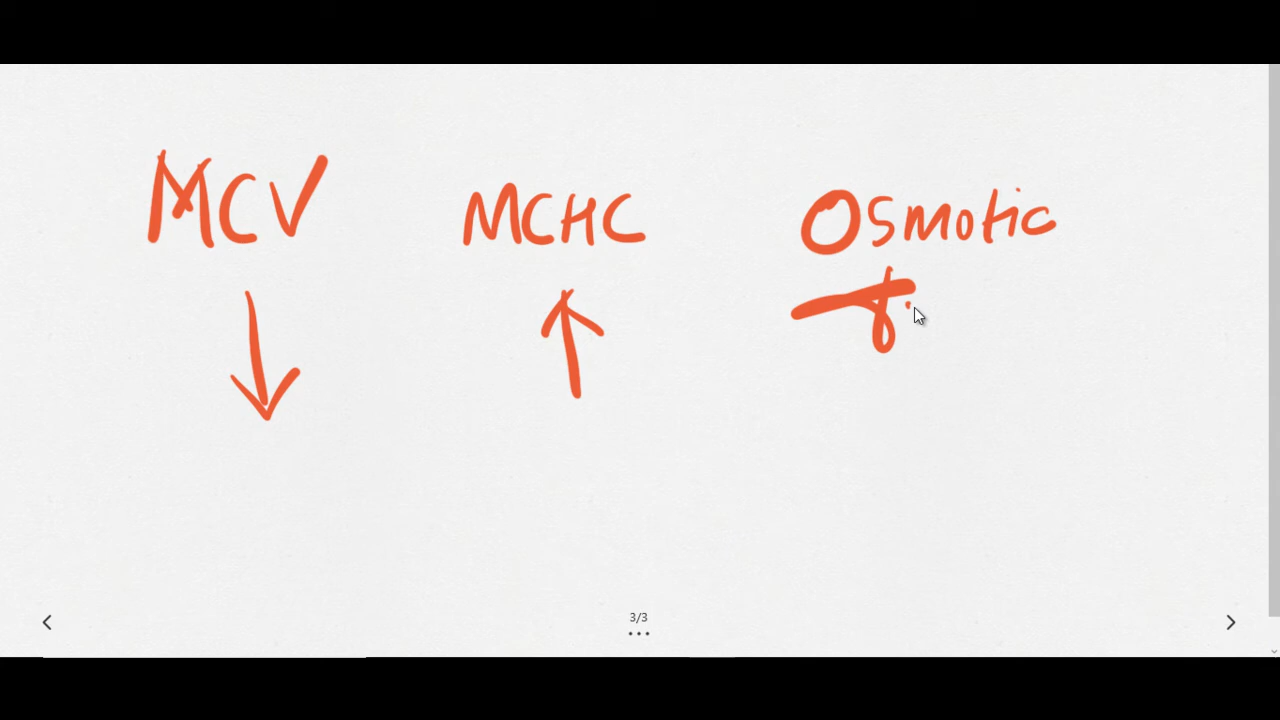 MCV MCHC Osmotic
↓ ↑ f
3/3